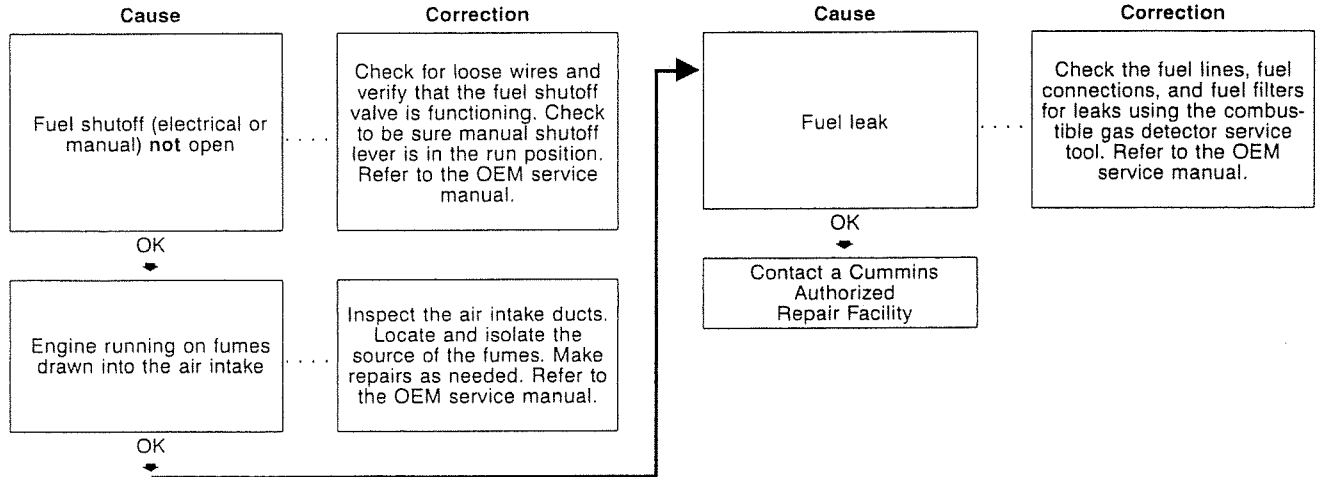 Cause
Correction
Fuel shutoff (electrical or
manual) not open
Check for loose wires and
verify that the fuel shutoff
valve is functioning. Check
to be sure manual shutoff
lever is in the run position.
Refer to the OEM service
manual.
OK
Engine running on fumes
drawn into the air intake
Inspect the air intake ducts.
Locate and isolate the
source of the fumes. Make
repairs as needed. Refer to
the OEM service manual.
OK
Cause
Correction
Fuel leak
Check the fuel lines, fuel
connections, and fuel filters
for leaks using the combus-
tible gas detector service
tool. Refer to the OEM
service manual.
OK
Contact a Cummins
Authorized
Repair Facility